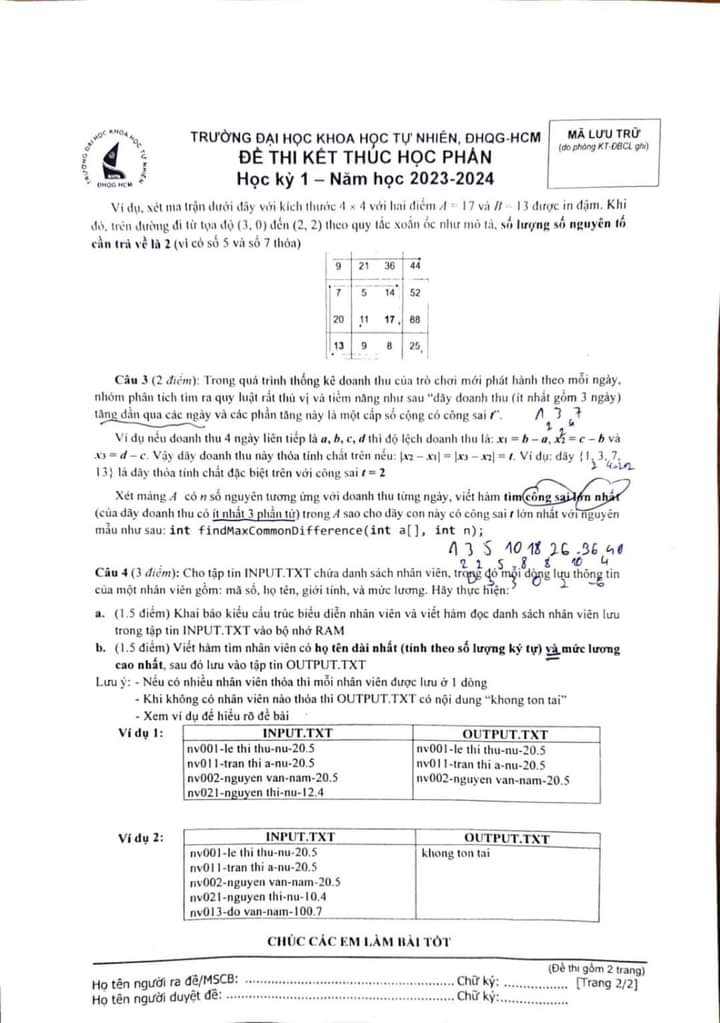 TRƯỜNG ĐẠI HỌC KHOA HỌC TỰ NHIÊN
ĐHQG HCM
TRƯỜNG ĐẠI HỌC KHOA HỌC TỰ NHIÊN, ĐHQG-HCM
ĐỀ THI KẾT THÚC HỌC PHẦN
Học kỳ 1 – Năm học 2023-2024
MÃ LƯU TRỮ
(do phòng KT-ĐBCL ghi)
Ví dụ, xét ma trận dưới đây với kích thước 4 × 4 với hai điểm A = 17 và B = 13 được in đậm. Khi
đó, trên đường đi từ tọa độ (3, 0) đến (2, 2) theo quy tắc xoắn ốc như mô tả, số lượng số nguyên tố
cần trả về là 2 (vì có số 5 và số 7 thỏa)
9 21 36 44
7 5 14 52
20 11 17 88
13 9 8 25
Câu 3 (2 điểm): Trong quá trình thống kê doanh thu của trò chơi mới phát hành theo mỗi ngày,
nhóm phân tích tìm ra quy luật rất thú vị và tiềm năng như sau "dãy doanh thu (ít nhất gồm 3 ngày)
tăng dần qua các ngày và các phần tăng này là một cấp số cộng có công sai t".
1 3 7
2
Ví dụ nếu doanh thu 4 ngày liên tiếp là a, b, c, d thì độ lệch doanh thu là: x1 = b – a, x2 = c – b và
x3 = d – c. Vậy dãy doanh thu này thỏa tính chất trên nếu: |x2 – x1| = |x3 – x2| = t. Ví dụ: dãy {1, 3, 7,
13} là dãy thỏa tính chất đặc biệt trên với công sai t = 2
Xét mảng A có n số nguyên tương ứng với doanh thu từng ngày, viết hàm tìm công sai lớn nhất
(của dãy doanh thu có ít nhất 3 phần tử) trong A sao cho dãy con này có công sai t lớn nhất với nguyên
mẫu như sau: int findMaxCommonDifference(int a[], int n);
1 3 5 10 18 26 36 40
2 2 5 8 8 10 4
Câu 4 (3 điểm): Cho tập tin INPUT.TXT chứa danh sách nhân viên, trong đó mỗi dòng lưu thông tin
của một nhân viên gồm: mã số, họ tên, giới tính, và mức lương. Hãy thực hiện:
a. (1.5 điểm) Khai báo kiểu cấu trúc biểu diễn nhân viên và viết hàm đọc danh sách nhân viên lưu
trong tập tin INPUT.TXT vào bộ nhớ RAM
b. (1.5 điểm) Viết hàm tìm nhân viên có họ tên dài nhất (tính theo số lượng ký tự) và mức lương
cao nhất, sau đó lưu vào tập tin OUTPUT.TXT
Lưu ý: - Nếu có nhiều nhân viên thỏa thì mỗi nhân viên được lưu ở 1 dòng
- Khi không có nhân viên nào thỏa thì OUTPUT.TXT có nội dung "khong ton tai"
- Xem ví dụ để hiểu rõ đề bài
Ví dụ 1:
INPUT.TXT OUTPUT.TXT
nv001-le thi thu-nu-20.5 nv001-le thi thu-nu-20.5
nv011-tran thi a-nu-20.5 nv011-tran thi a-nu-20.5
nv002-nguyen van-nam-20.5 nv002-nguyen van-nam-20.5
nv021-nguyen thi-nu-12.4
Ví dụ 2:
INPUT.TXT OUTPUT.TXT
nv001-le thi thu-nu-20.5 khong ton tai
nv011-tran thi a-nu-20.5
nv002-nguyen van-nam-20.5
nv021-nguyen thi-nu-10.4
nv013-do van-nam-100.7
CHÚC CÁC EM LÀM BÀI TỐT
(Đề thi gồm 2 trang)
Họ tên người ra đề/MSCB: ........ Chữ ký: ........ [Trang 2/2]
Họ tên người duyệt đề: ........ Chữ ký: ........